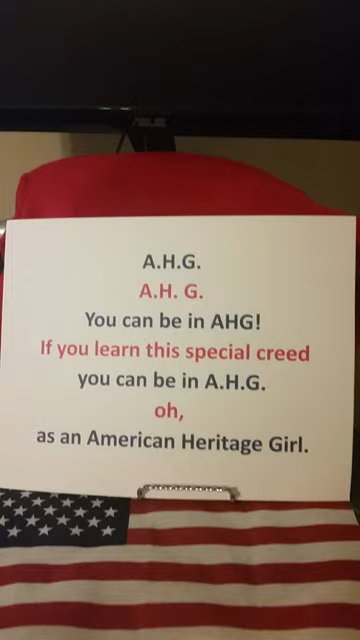 ASUS
A.H.G.
A.H. G.
You can be in AHG!
If you learn this special creed
you can be in A.H.G.
oh,
as an American Heritage Girl.